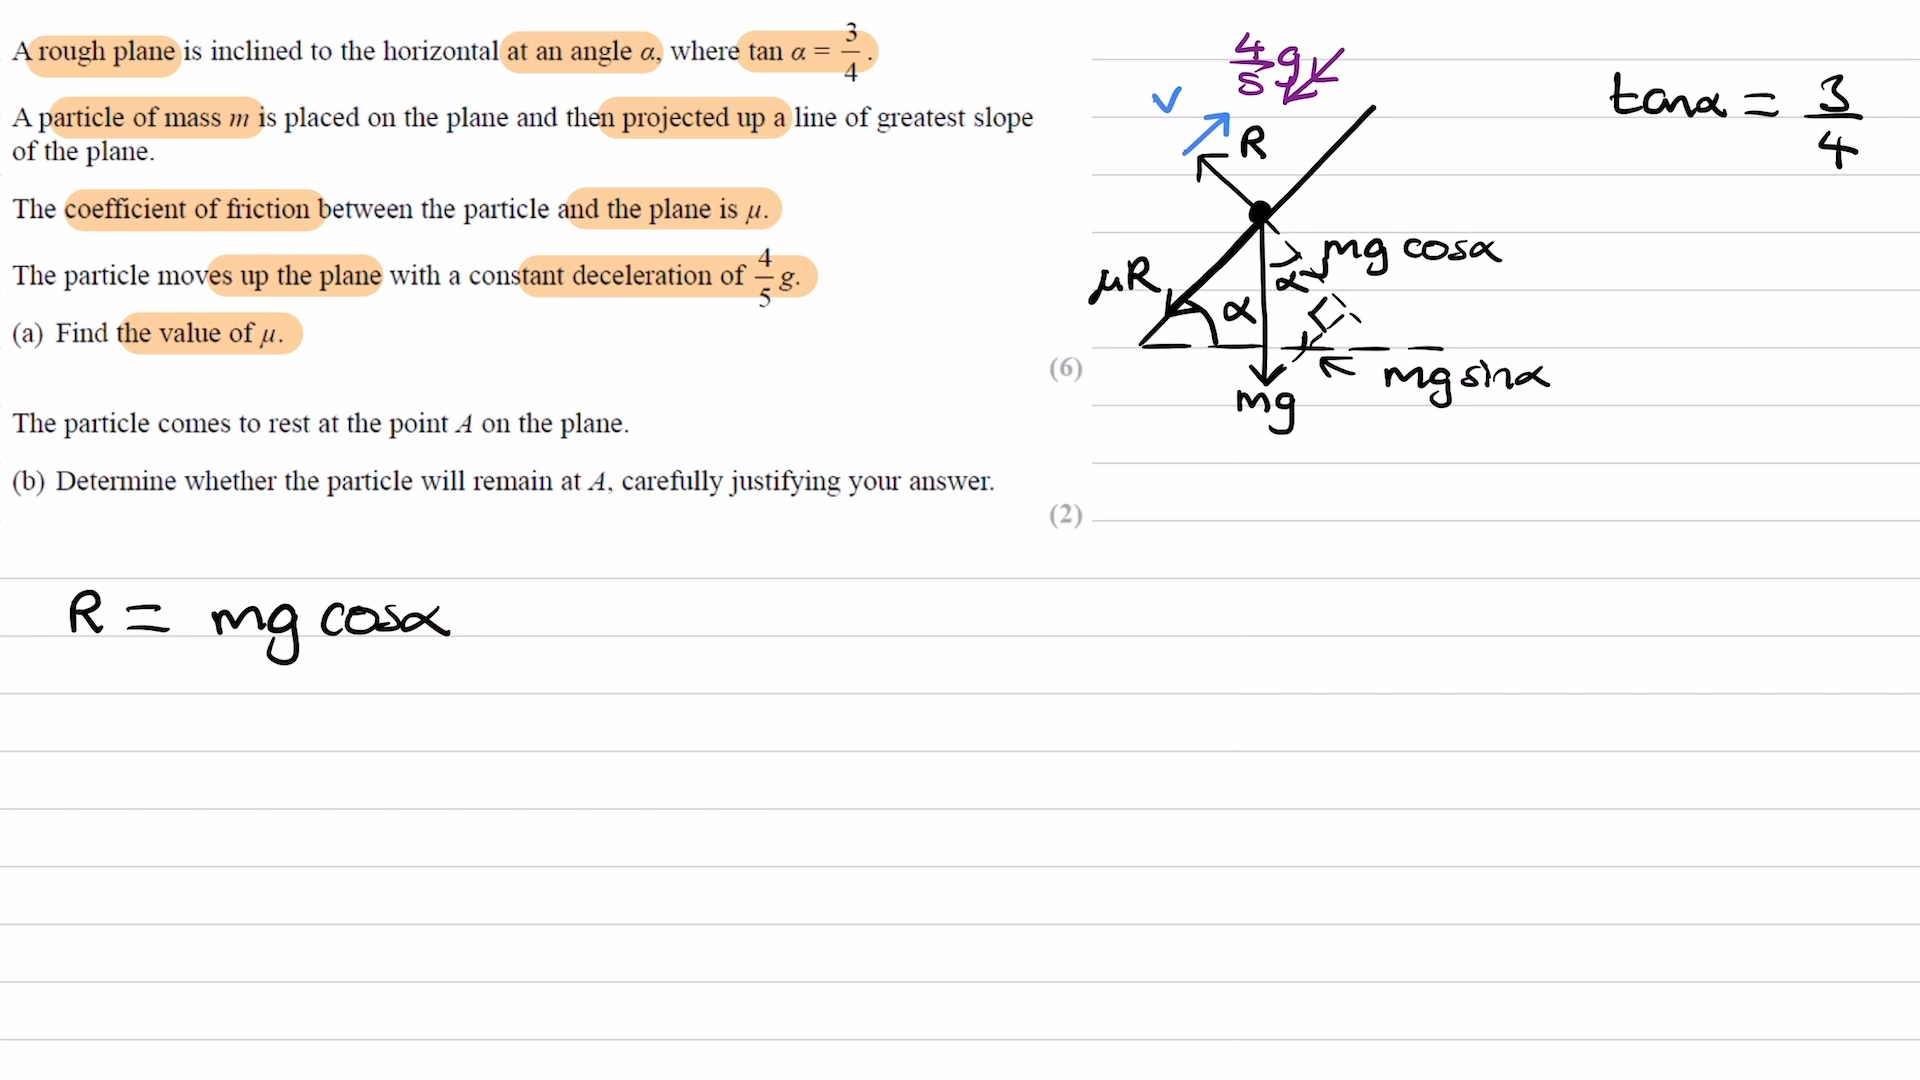 A rough plane is inclined to the horizontal at an angle α, where tan α = 3/4.
A particle of mass m is placed on the plane and then projected up a line of greatest slope
of the plane.
The coefficient of friction between the particle and the plane is μ.
The particle moves up the plane with a constant deceleration of 4/5 g.
(a) Find the value of μ.
(6)
The particle comes to rest at the point A on the plane.
(b) Determine whether the particle will remain at A, carefully justifying your answer.
(2)
4/5 g
v
R
tanα = 3/4
mg cosα
μR
α
α
mg sinα
mg
R = mg cosα